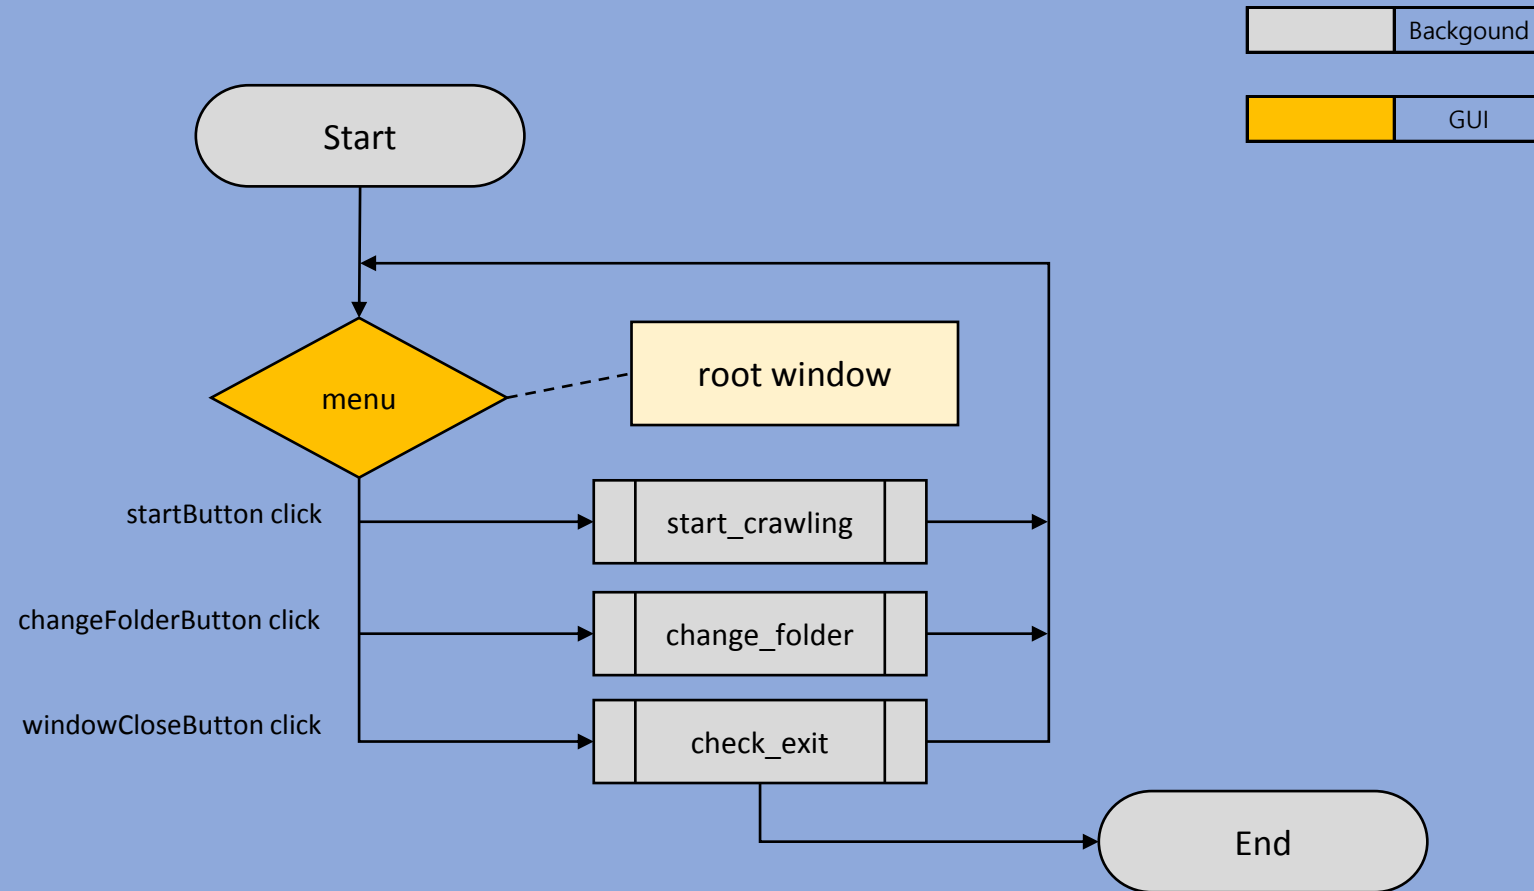 Backgound
GUI
Start
menu
root window
startButton click
start_crawling
changeFolderButton click
change_folder
windowCloseButton click
check_exit
End